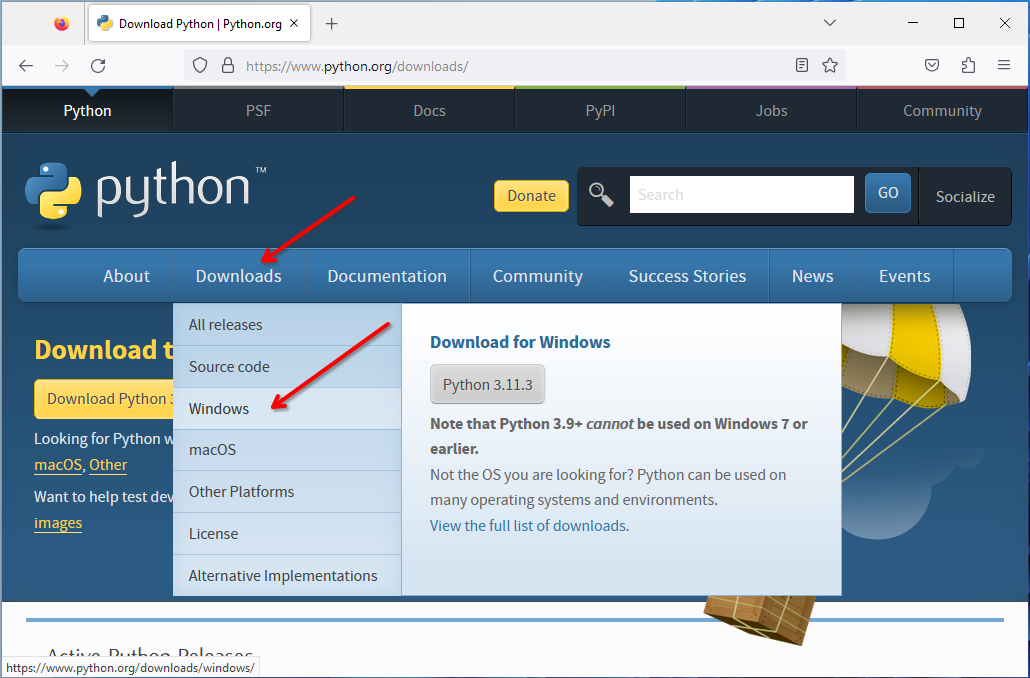 Download Python | Python.org
https://www.python.org/downloads/
Python
PSF
Docs
PyPI
Jobs
Community
python™
Donate
Search
GO
Socialize
About
Downloads
Documentation
Community
Success Stories
News
Events
All releases
Source code
Windows
macOS
Other Platforms
License
Alternative Implementations
Download for Windows
Python 3.11.3
Note that Python 3.9+ cannot be used on Windows 7 or
earlier.
Not the OS you are looking for? Python can be used on
many operating systems and environments.
View the full list of downloads.
Download t
Download Python 3
Looking for Python w
macOS, Other
Want to help test dev
images
Active Python Releases
https://www.python.org/downloads/windows/